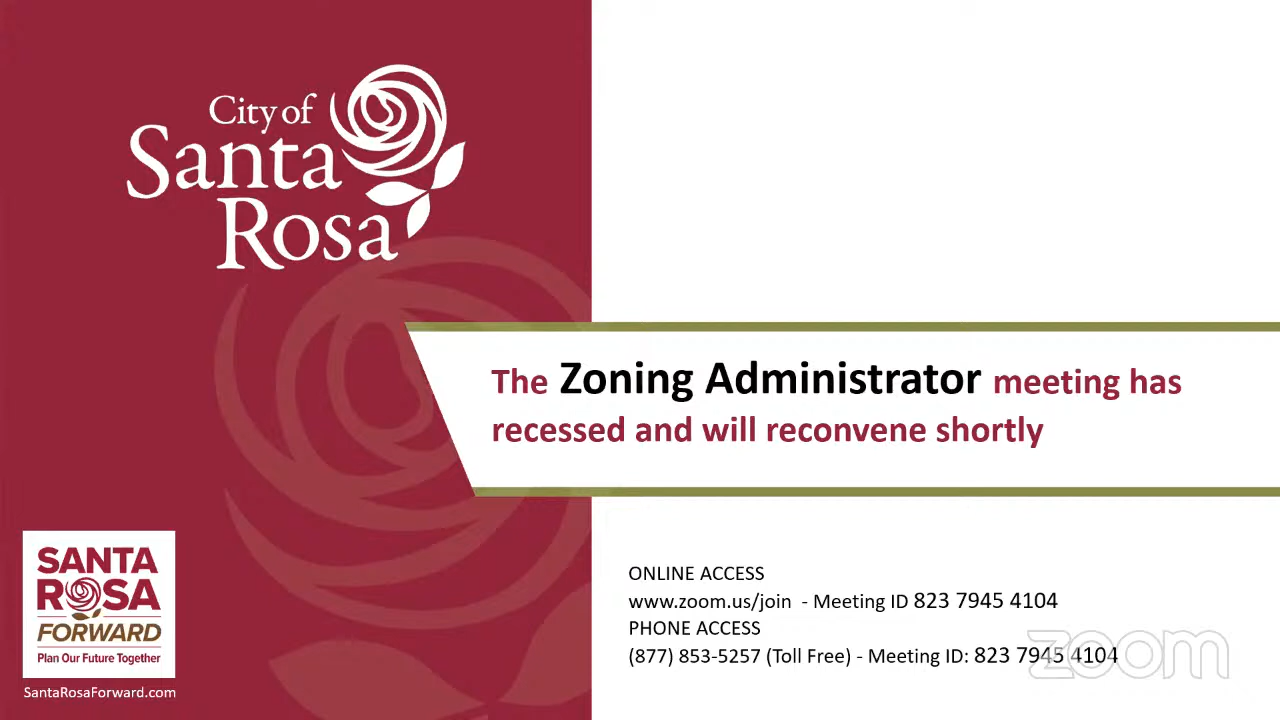 City of
Santa
Rosa
The Zoning Administrator meeting has
recessed and will reconvene shortly
SANTA
ROSA
FORWARD
Plan Our Future Together
SantaRosaForward.com
ONLINE ACCESS
www.zoom.us/join - Meeting ID 823 7945 4104
PHONE ACCESS
(877) 853-5257 (Toll Free) - Meeting ID: 823 7945 4104
zoom